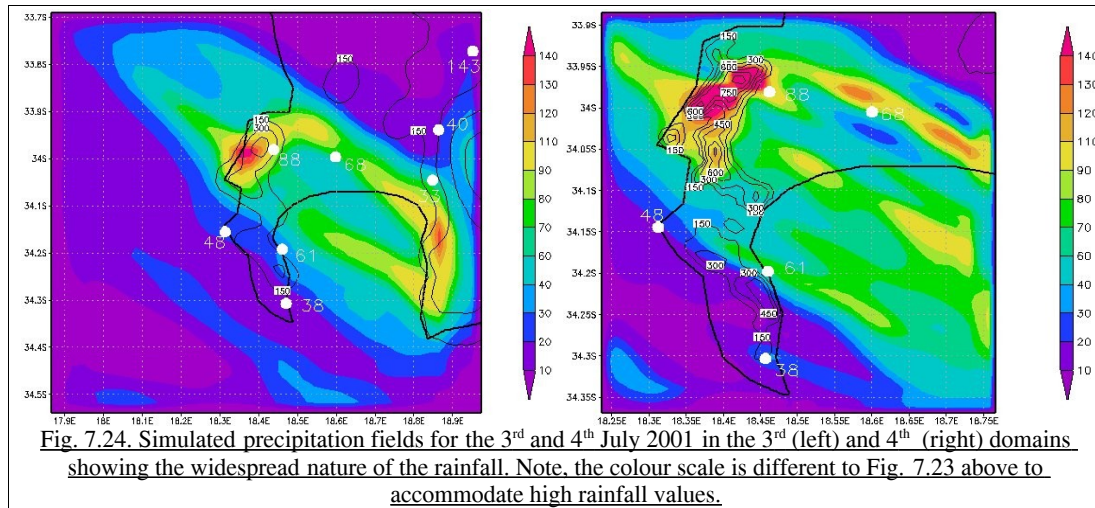 33.7S
33.8S
33.9S
34S
34.1S
34.2S
34.3S
34.4S
34.5S
17.9E 18E 18.1E 18.2E 18.3E 18.4E 18.5E 18.6E 18.7E 18.8E 18.9E
150
143
150
300
150
40
88
68
33
48
61
150
38
140
130
120
110
100
90
80
70
60
50
40
30
20
10
33.9S
33.95S
34S
34.05S
34.1S
34.15S
34.2S
34.25S
34.3S
34.35S
18.25E 18.3E 18.35E 18.4E 18.45E 18.5E 18.55E 18.6E 18.65E 18.7E 18.75E
150
300
600
750
88
600
450
68
150
300
150
300
150
48
300
300
61
450
150
38
140
130
120
110
100
90
80
70
60
50
40
30
20
10
Fig. 7.24. Simulated precipitation fields for the 3rd and 4th July 2001 in the 3rd (left) and 4th (right) domains
showing the widespread nature of the rainfall. Note, the colour scale is different to Fig. 7.23 above to
accommodate high rainfall values.